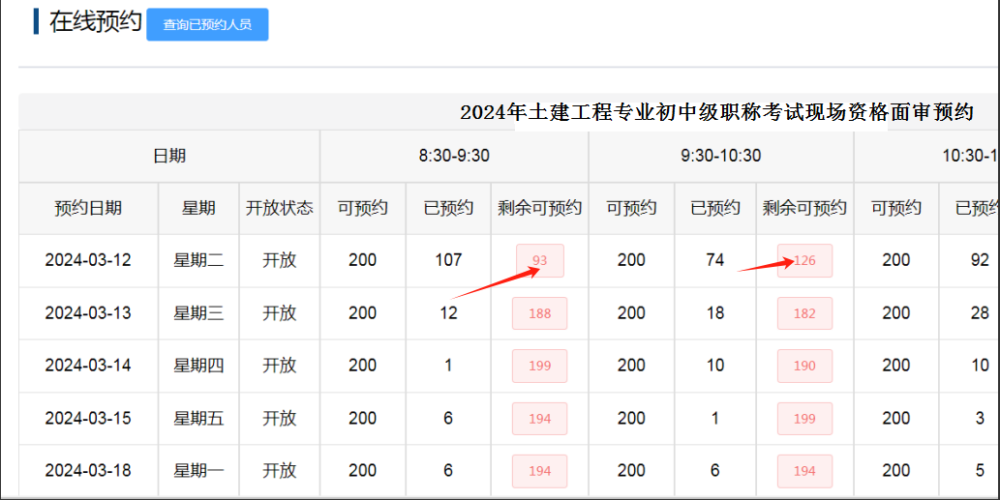 在线预约 查询已预约人员
2024年土建工程专业初中级职称考试现场资格面审预约
日期 8:30-9:30 9:30-10:30 10:30-1
预约日期 星期 开放状态 可预约 已预约 剩余可预约 可预约 已预约 剩余可预约 可预约 已预约
2024-03-12 星期二 开放 200 107 93 200 74 126 200 92
2024-03-13 星期三 开放 200 12 188 200 18 182 200 28
2024-03-14 星期四 开放 200 1 199 200 10 190 200 10
2024-03-15 星期五 开放 200 6 194 200 1 199 200 3
2024-03-18 星期一 开放 200 6 194 200 6 194 200 5